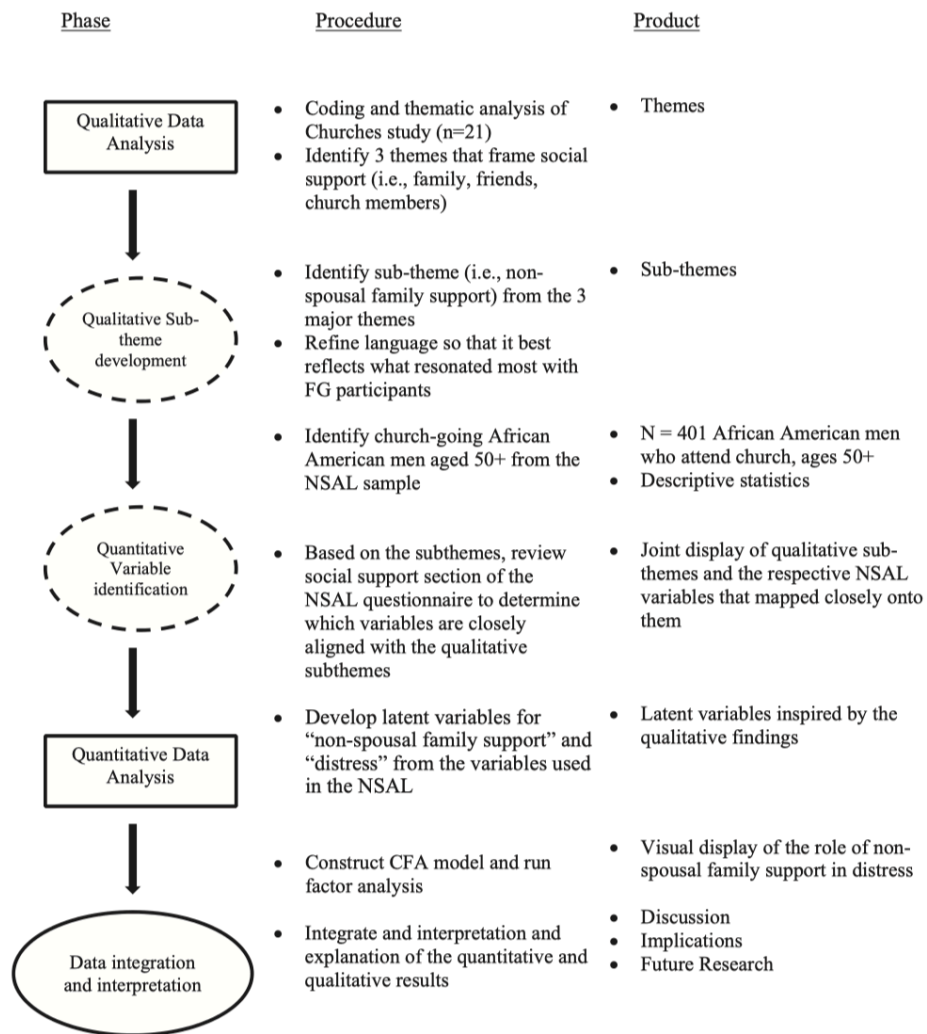 Phase
Procedure
Product
Qualitative Data
Analysis
• Coding and thematic analysis of
Churches study (n=21)
• Identify 3 themes that frame social
support (i.e., family, friends,
church members)
• Themes
Qualitative Sub-
theme
development
• Identify sub-theme (i.e., non-
spousal family support) from the 3
major themes
• Refine language so that it best
reflects what resonated most with
FG participants
• Sub-themes
Quantitative
Variable
identification
• Identify church-going African
American men aged 50+ from the
NSAL sample
• N = 401 African American men
who attend church, ages 50+
• Descriptive statistics
• Based on the subthemes, review
social support section of the
NSAL questionnaire to determine
which variables are closely
aligned with the qualitative
subthemes
• Joint display of qualitative sub-
themes and the respective NSAL
variables that mapped closely onto
them
Quantitative Data
Analysis
• Develop latent variables for
“non-spousal family support” and
“distress” from the variables used
in the NSAL
• Latent variables inspired by the
qualitative findings
• Construct CFA model and run
factor analysis
• Visual display of the role of non-
spousal family support in distress
Data integration
and interpretation
• Integrate and interpretation and
explanation of the quantitative and
qualitative results
• Discussion
• Implications
• Future Research